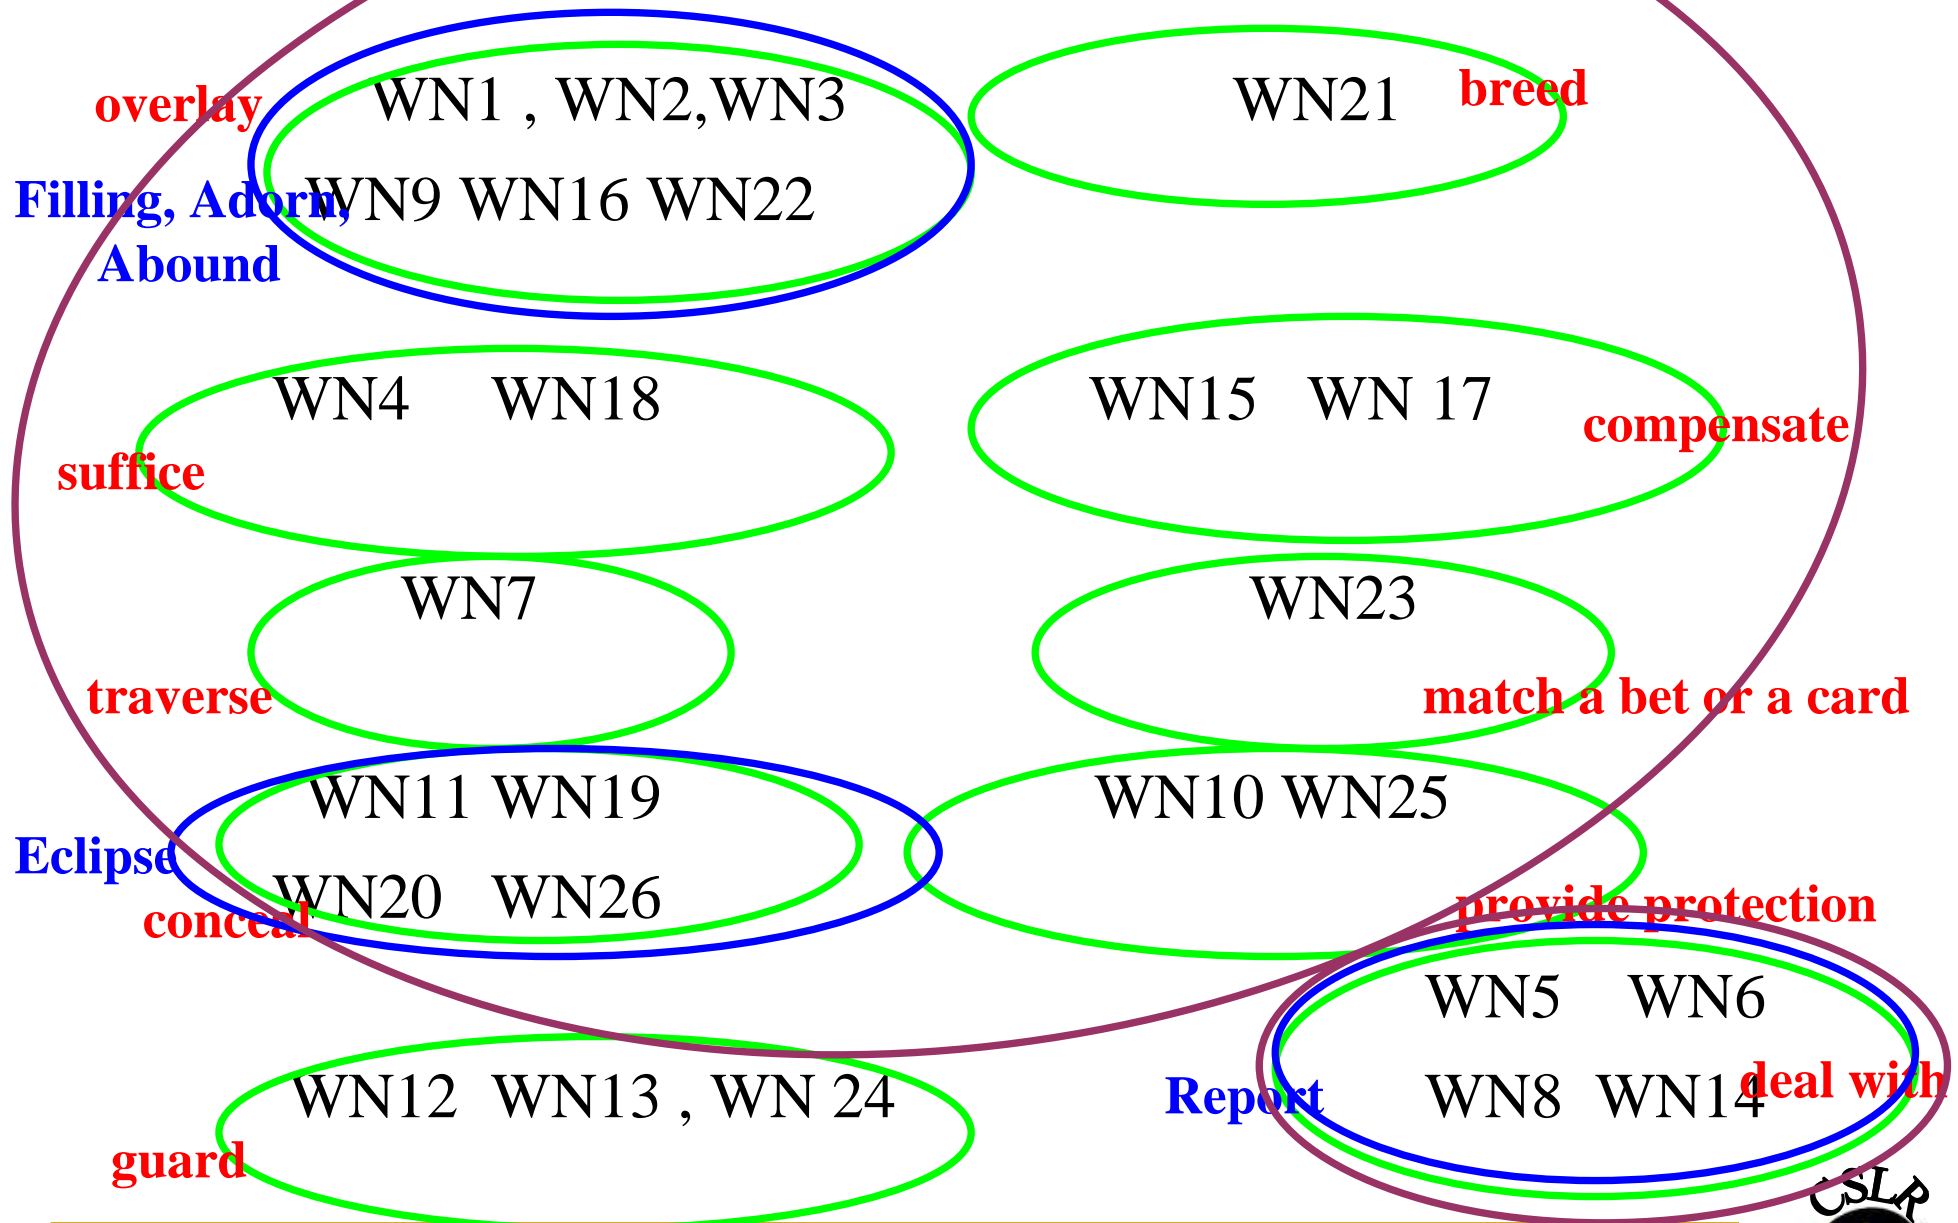 overlay WN1 , WN2,WN3 WN21 breed
Filling, Adorn, WN9 WN16 WN22
Abound
WN4 WN18 WN15 WN 17 compensate
suffice
WN7 WN23
traverse match a bet or a card
WN11 WN19 WN10 WN25
Eclipse
WN20 WN26
conceal provide protection
WN5 WN6
WN12 WN13 , WN 24 Report WN8 WN14 deal with
guard
CSLR